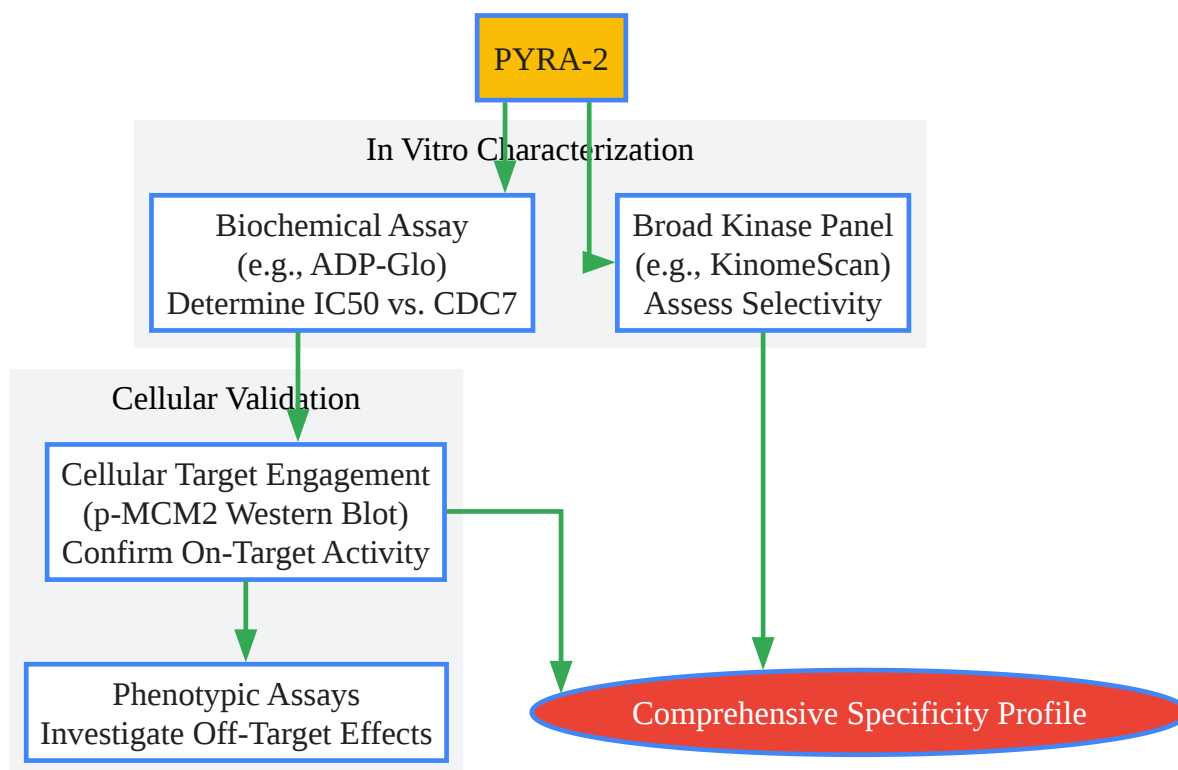 PYRA-2
In Vitro Characterization
Biochemical Assay
(e.g., ADP-Glo)
Determine IC50 vs. CDC7
Broad Kinase Panel
(e.g., KinomeScan)
Assess Selectivity
Cellular Validation
Cellular Target Engagement
(p-MCM2 Western Blot)
Confirm On-Target Activity
Phenotypic Assays
Investigate Off-Target Effects
Comprehensive Specificity Profile